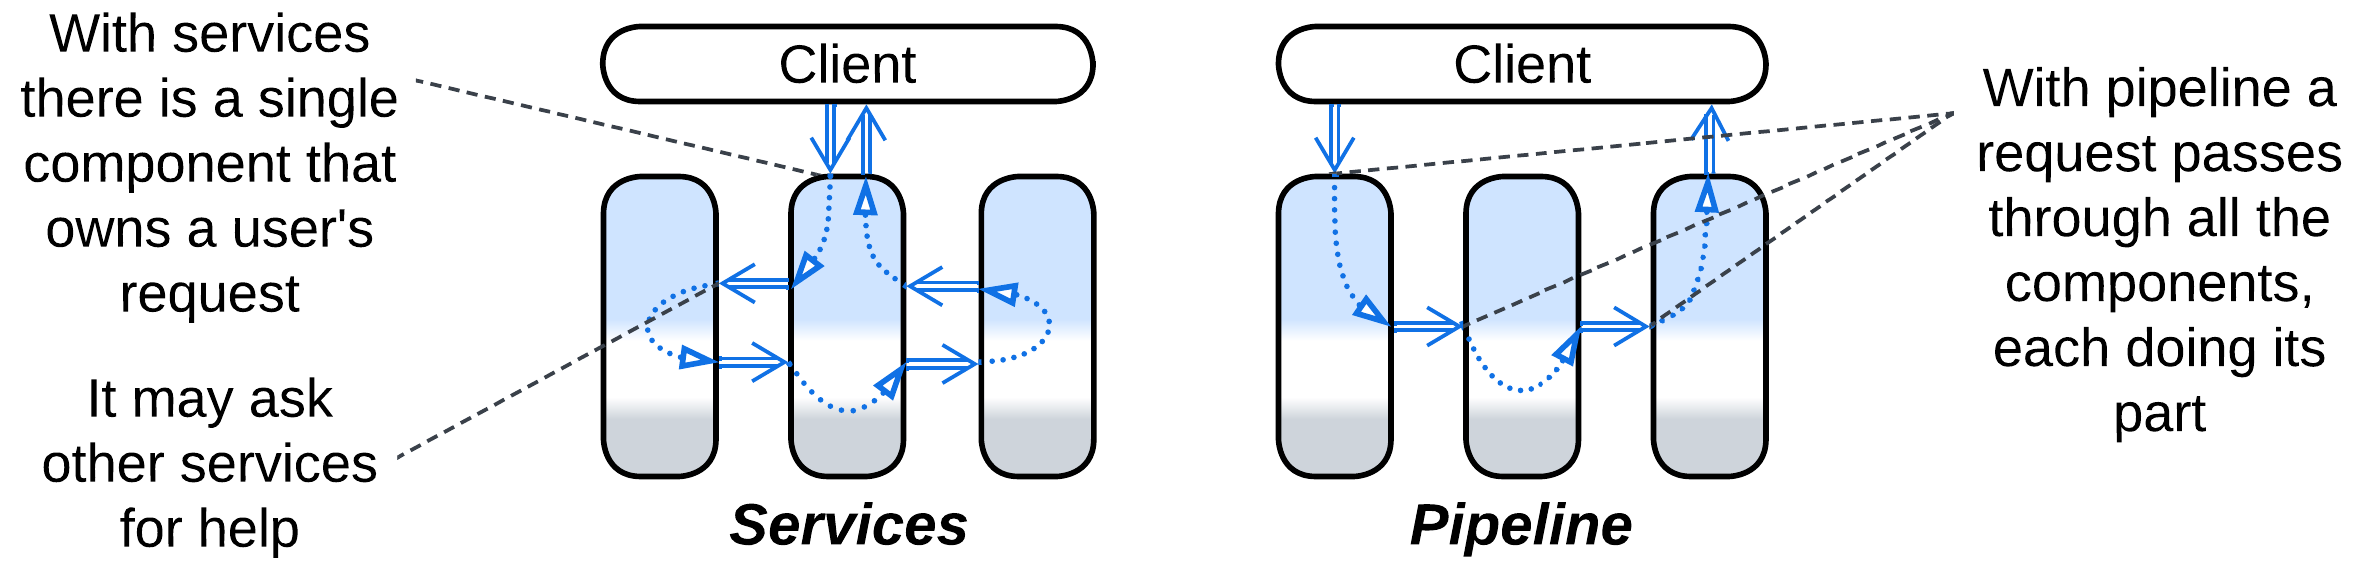 With services
there is a single
component that
owns a user's
request
It may ask
other services
for help
Client
Services
Client
Pipeline
With pipeline a
request passes
through all the
components,
each doing its
part